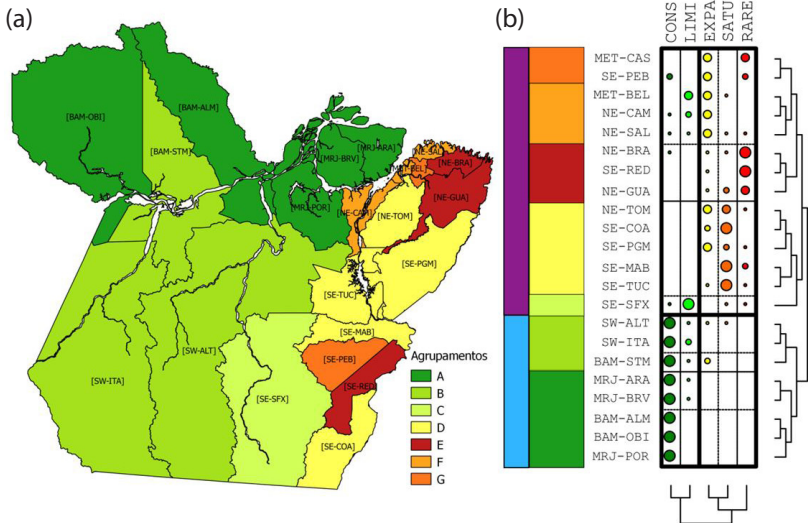 (a)
[BAM-OBI]
[BAM-ALM]
[BAM-STM]
[MRJ-ARA]
[MRJ-BRV]
[MRJ-POR]
[NE-SAL]
[MET-BEL]
[NE-BRA]
[NE-GUA]
[NE-CAM]
[NE-TOM]
[SE-PGM]
[SE-TUC]
[SE-MAB]
[SE-PEB]
[SE-RED]
[SW-ALT]
[SW-ITA]
[SE-SFX]
[SE-COA]
Agrupamentos
A
B
C
D
E
F
G
(b)
CONS LIMI EXPA SATU RARE
MET-CAS
SE-PEB
MET-BEL
NE-CAM
NE-SAL
NE-BRA
SE-RED
NE-GUA
NE-TOM
SE-COA
SE-PGM
SE-MAB
SE-TUC
SE-SFX
SW-ALT
SW-ITA
BAM-STM
MRJ-ARA
MRJ-BRV
BAM-ALM
BAM-OBI
MRJ-POR